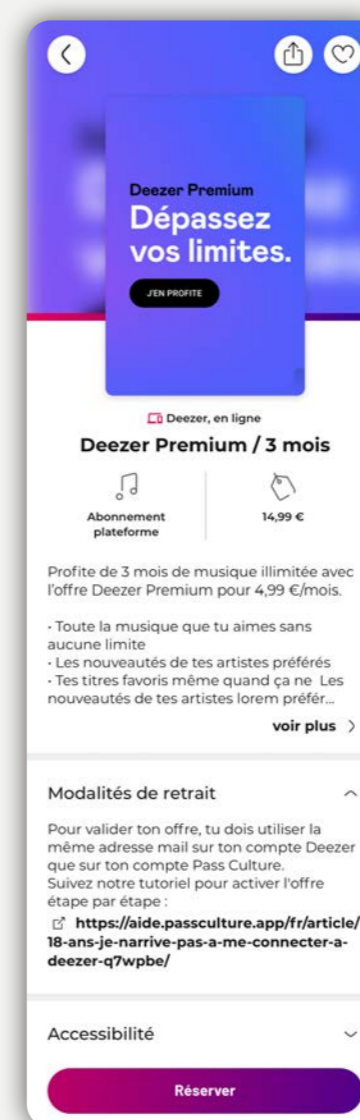 Deezer Premium
Dépassez
vos limites.
J'EN PROFITE
Deezer, en ligne
Deezer Premium / 3 mois
Abonnement
plateforme
14,99 €
Profite de 3 mois de musique illimitée avec
l'offre Deezer Premium pour 4,99 €/mois.
• Toute la musique que tu aimes sans
aucune limite
• Les nouveautés de tes artistes préférés
• Tes titres favoris même quand ça ne Les
nouveautés de tes artistes lorem préfér...
voir plus
Modalités de retrait
Pour valider ton offre, tu dois utiliser la
même adresse mail sur ton compte Deezer
que sur ton compte Pass Culture.
Suivez notre tutoriel pour activer l'offre
étape par étape :
https://aide.passculture.app/fr/article/
18-ans-je-narrive-pas-a-me-connecter-a-
deezer-q7wpbe/
Accessibilité
Réserver